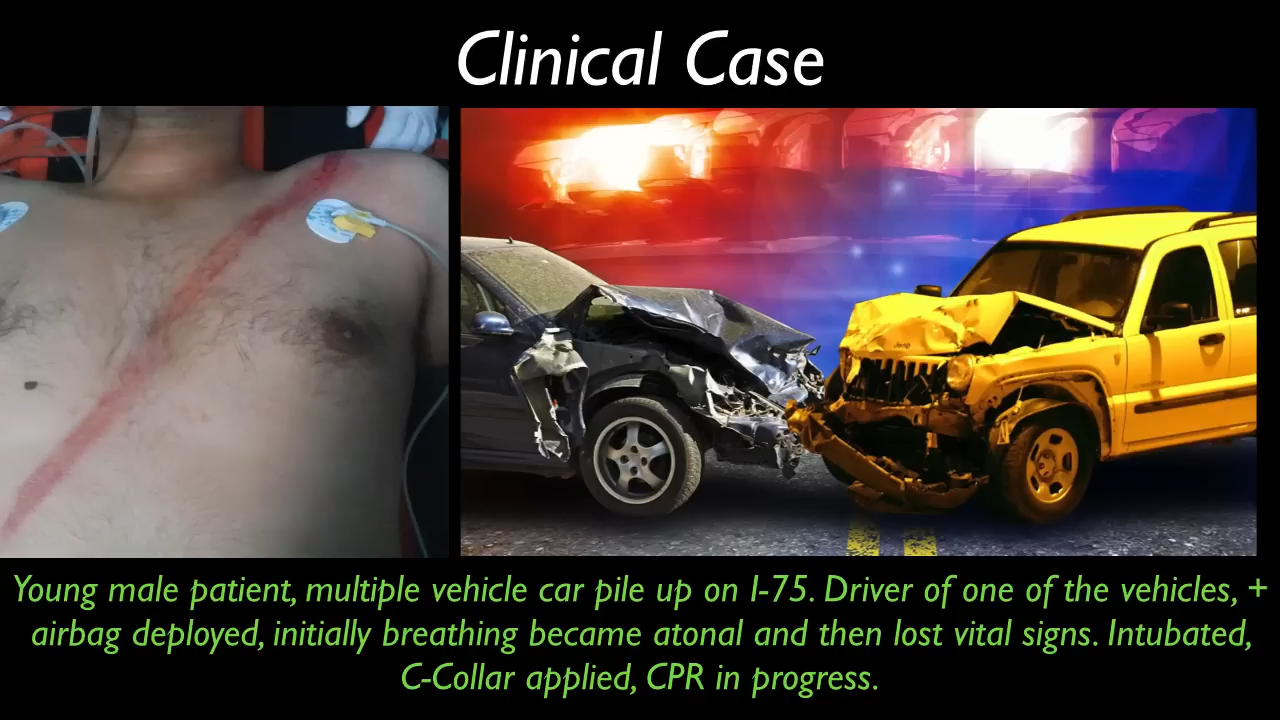 Clinical Case
Young male patient, multiple vehicle car pile up on I-75. Driver of one of the vehicles, +
airbag deployed, initially breathing became atonal and then lost vital signs. Intubated,
C-Collar applied, CPR in progress.
Jeep